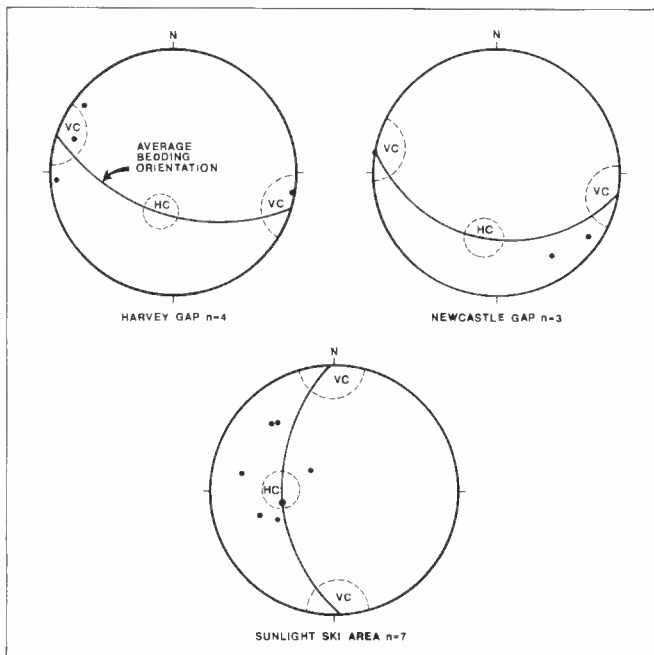 N
N
VC
AVERAGE
BEDDING
ORIENTATION
HC
VC
VC
HC
VC
HARVEY GAP n=4
NEWCASTLE GAP n=3
N
VC
HC
VC
SUNLIGHT SKI AREA n=7